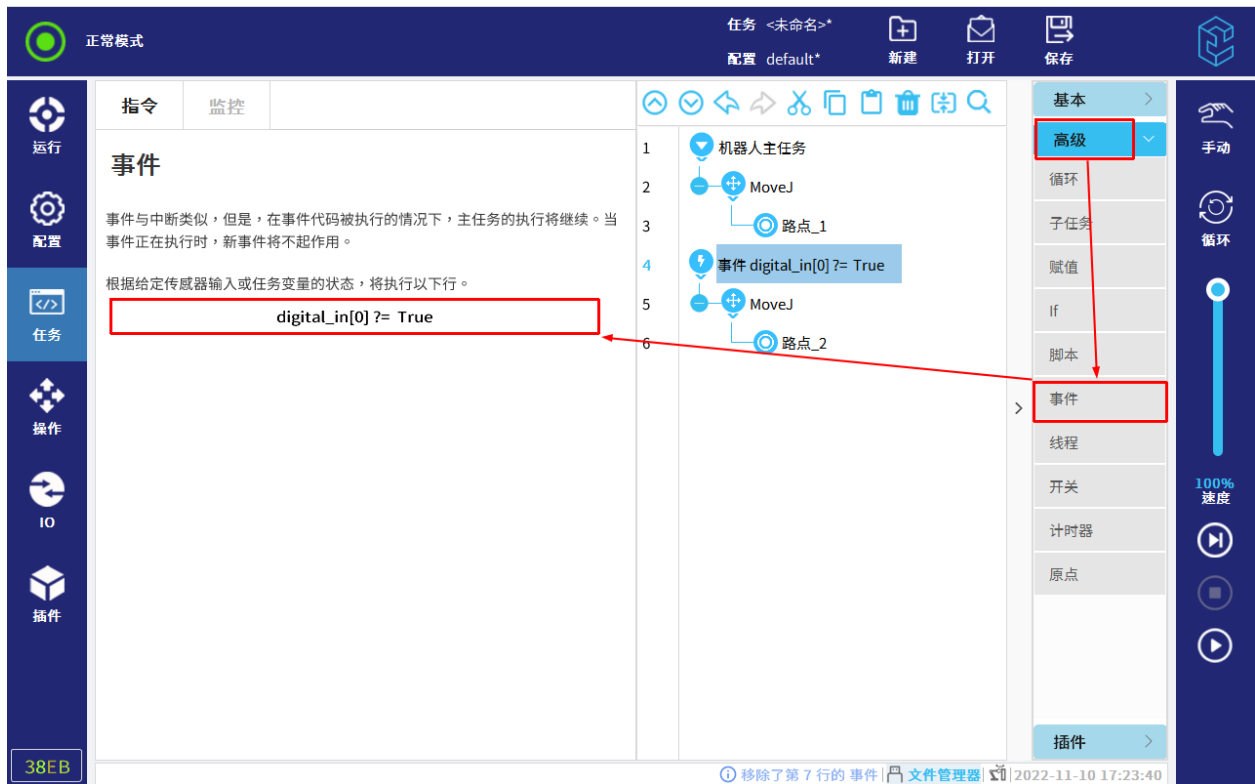 正常模式
任务 <未命名>*
配置 default*
新建
打开
保存
运行
配置
任务
操作
IO
插件
38EB
指令
监控
事件
事件与中断类似，但是，在事件代码被执行的情况下，主任务的执行将继续。当
事件正在执行时，新事件将不起作用。
根据给定传感器输入或任务变量的状态，将执行以下行。
digital_in[0] ?= True
1 机器人主任务
2 MoveJ
3 路点_1
4 事件 digital_in[0] ?= True
5 MoveJ
6 路点_2
基本
高级
循环
子任务
赋值
If
脚本
事件
线程
开关
计时器
原点
插件
手动
循环
100%
速度
移除了第 7 行的 事件
文件管理器
2022-11-10 17:23:40